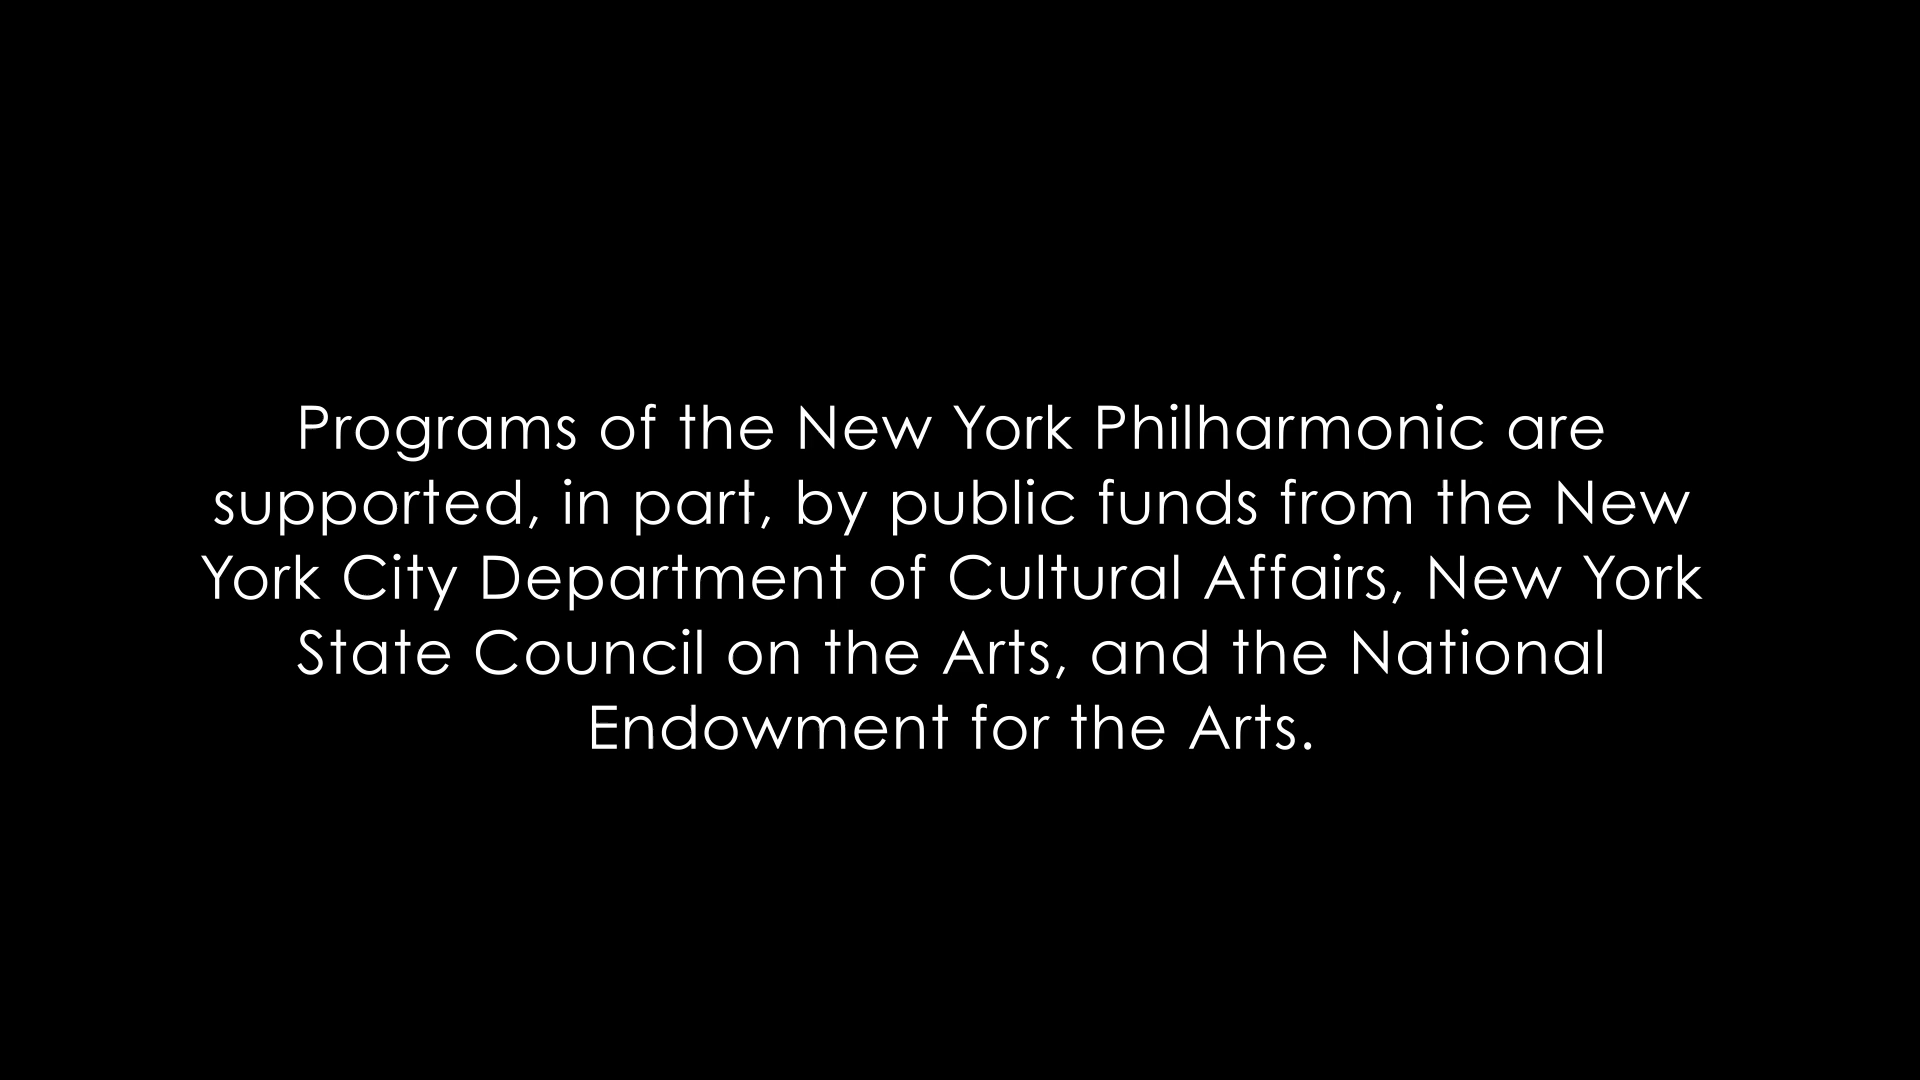 Programs of the New York Philharmonic are
supported, in part, by public funds from the New
York City Department of Cultural Affairs, New York
State Council on the Arts, and the National
Endowment for the Arts.